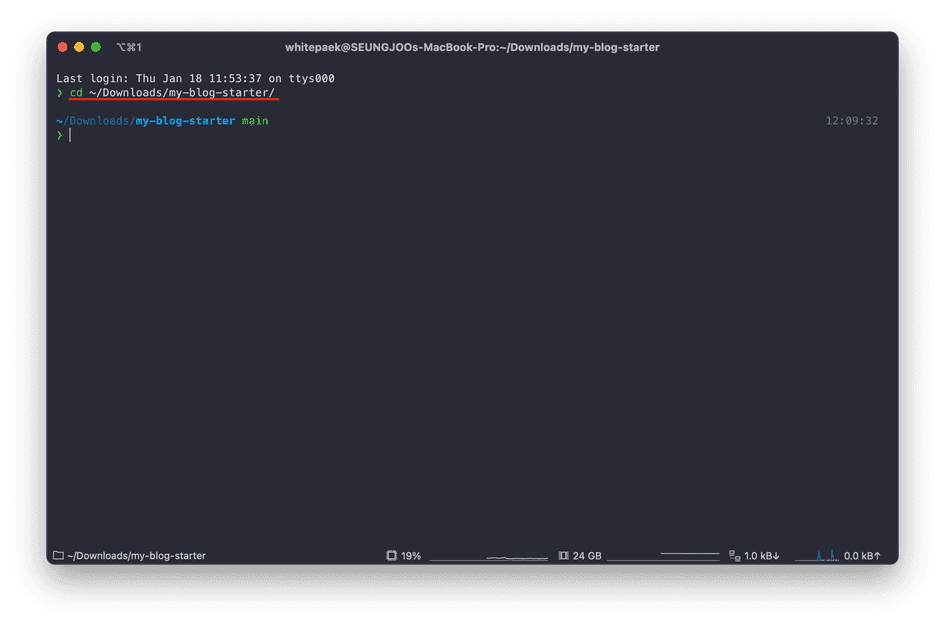 ⌥⌘1 whitepaek@SEUNGJOOs-MacBook-Pro:~/Downloads/my-blog-starter
Last login: Thu Jan 18 11:53:37 on ttys000
❯ cd ~/Downloads/my-blog-starter/
~/Downloads/my-blog-starter main 12:09:32
❯
~/Downloads/my-blog-starter 19% 24 GB 1.0 kB↓ 0.0 kB↑